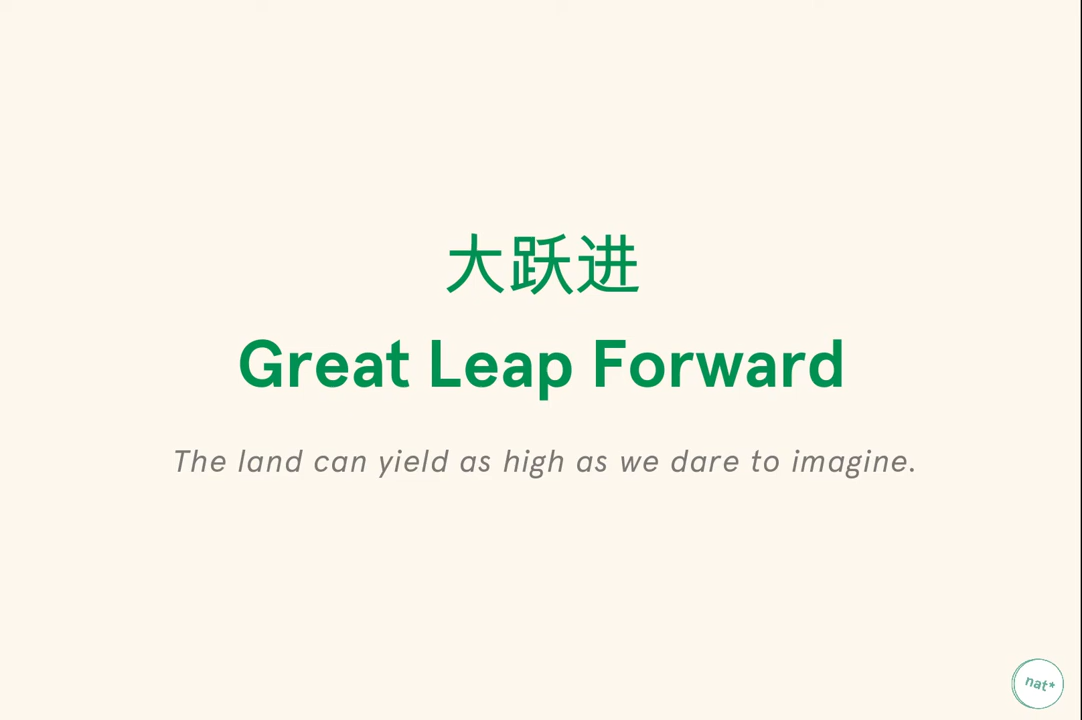 大跃进
Great Leap Forward
The land can yield as high as we dare to imagine.
nat*